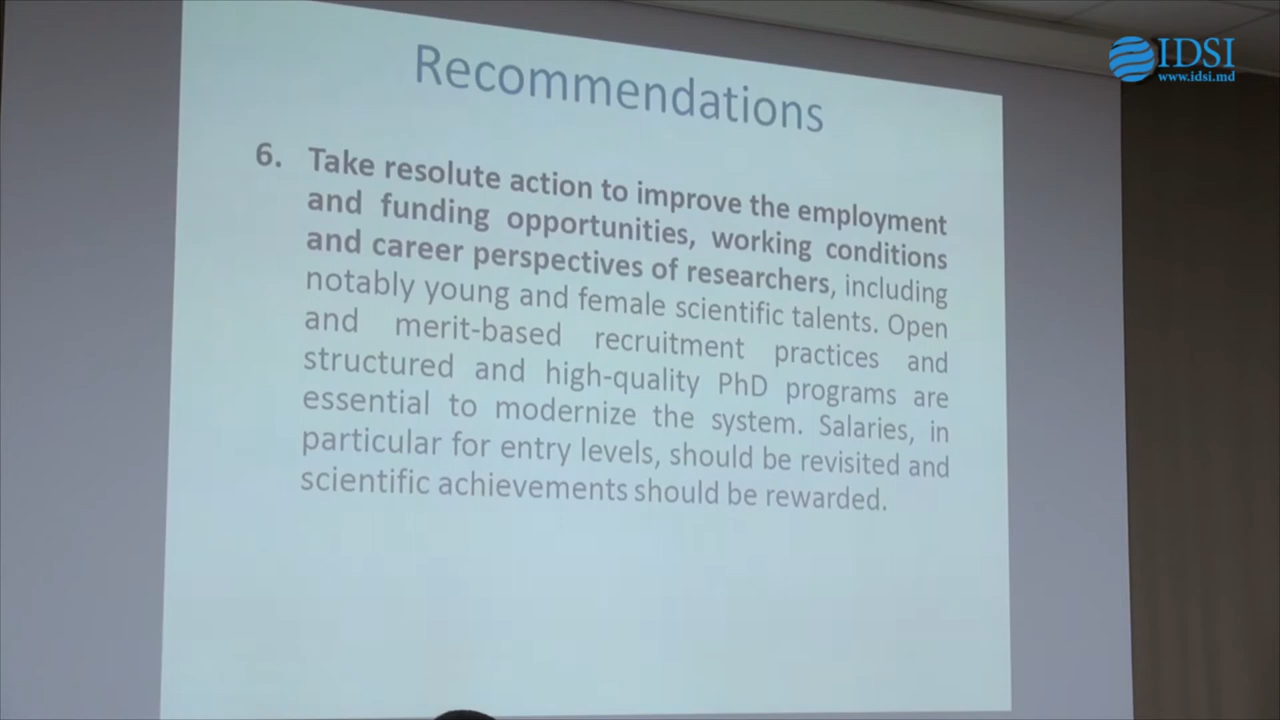 IDSI
www.idsi.md
Recommendations
6. Take resolute action to improve the employment
and funding opportunities, working conditions
and career perspectives of researchers, including
notably young and female scientific talents. Open
and merit-based recruitment practices and
structured and high-quality PhD programs are
essential to modernize the system. Salaries, in
particular for entry levels, should be revisited and
scientific achievements should be rewarded.